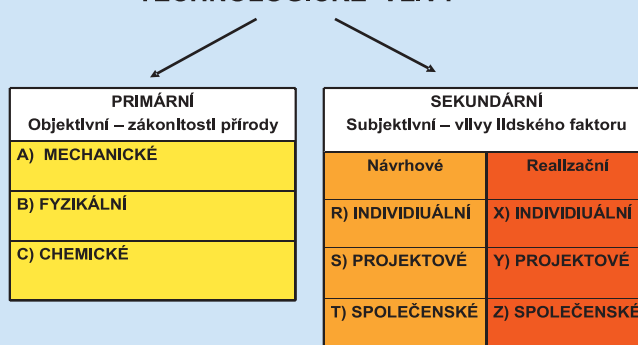 PRIMÁRNÍ
Objektivní – zákonitosti přírody
A) MECHANICKÉ
B) FYZIKÁLNÍ
C) CHEMICKÉ
SEKUNDÁRNÍ
Subjektivní – vlivy lidského faktoru
Návrhové
Realizační
R) INDIVIDIUÁLNÍ
X) INDIVIDIUÁLNÍ
S) PROJEKTOVÉ
Y) PROJEKTOVÉ
T) SPOLEČENSKÉ
Z) SPOLEČENSKÉ